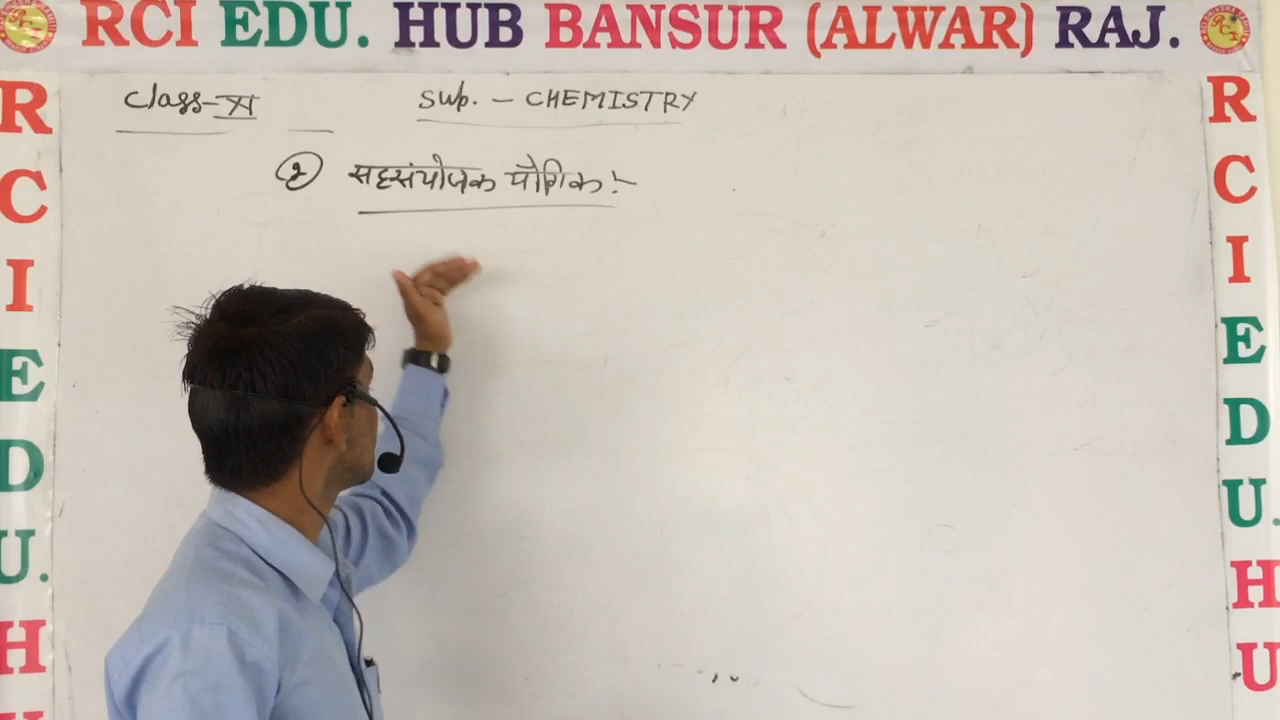 RCI EDU. HUB BANSUR (ALWAR) RAJ.
Class-XI Sub. - CHEMISTRY
(2) सहसंयोजक यौगिक :-
R
C
I
E
D
U.
H
R
C
I
E
D
U.
H
U